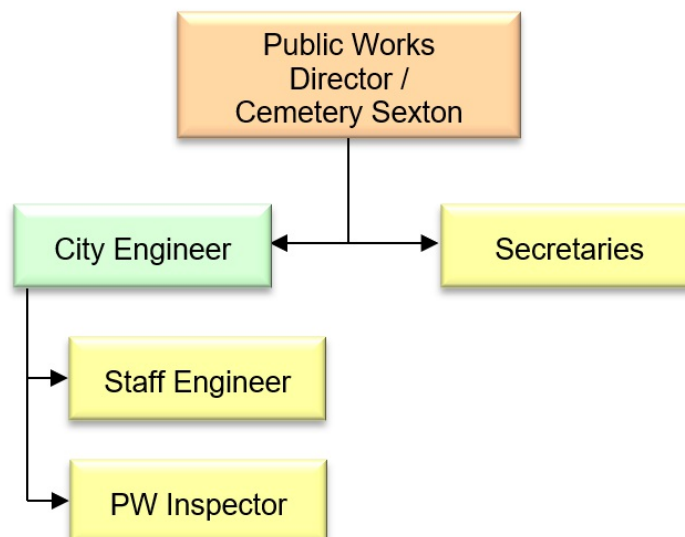 Public Works
Director /
Cemetery Sexton
City Engineer
Secretaries
Staff Engineer
PW Inspector